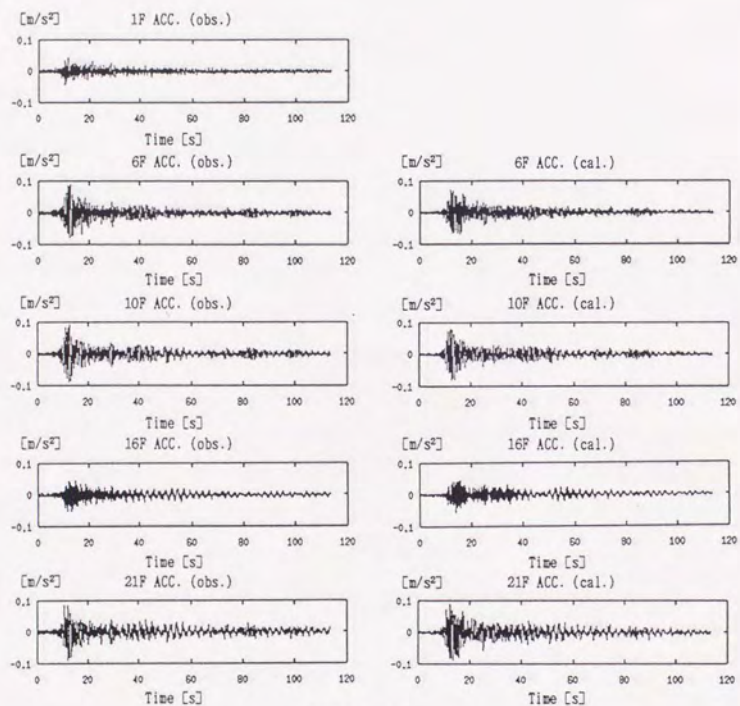 [m/s²] 1F ACC. (obs.)
0.1
0
-0.1
0 20 40 60 80 100 120
Time [s]
[m/s²] 6F ACC. (obs.)
0.1
0
-0.1
0 20 40 60 80 100 120
Time [s]
[m/s²] 6F ACC. (cal.)
0.1
0
-0.1
0 20 40 60 80 100 120
Time [s]
[m/s²] 10F ACC. (obs.)
0.1
0
-0.1
0 20 40 60 80 100 120
Time [s]
[m/s²] 10F ACC. (cal.)
0.1
0
-0.1
0 20 40 60 80 100 120
Time [s]
[m/s²] 16F ACC. (obs.)
0.1
0
-0.1
0 20 40 60 80 100 120
Time [s]
[m/s²] 16F ACC. (cal.)
0.1
0
-0.1
0 20 40 60 80 100 120
Time [s]
[m/s²] 21F ACC. (obs.)
0.1
0
-0.1
0 20 40 60 80 100 120
Time [s]
[m/s²] 21F ACC. (cal.)
0.1
0
-0.1
0 20 40 60 80 100 120
Time [s]